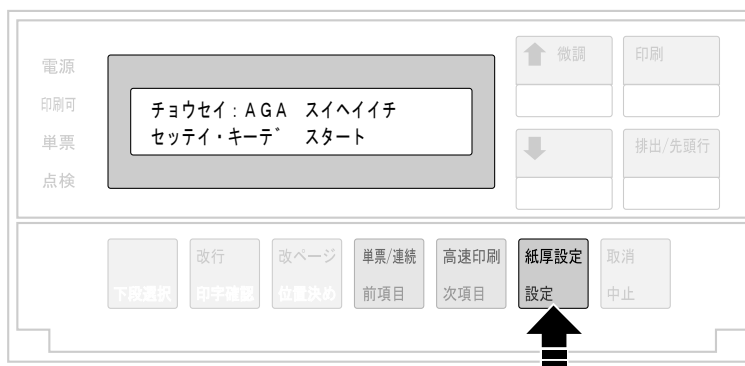 電源
印刷可
単票
点検
チョウセイ：ＡＧＡ　スイヘイイチ
セッテイ・キーデ゛　スタート
微調
印刷
排出/先頭行
改行
改ページ
単票/連続
高速印刷
紙厚設定
取消
下段選択
印字確認
位置決め
前項目
次項目
設定
中止